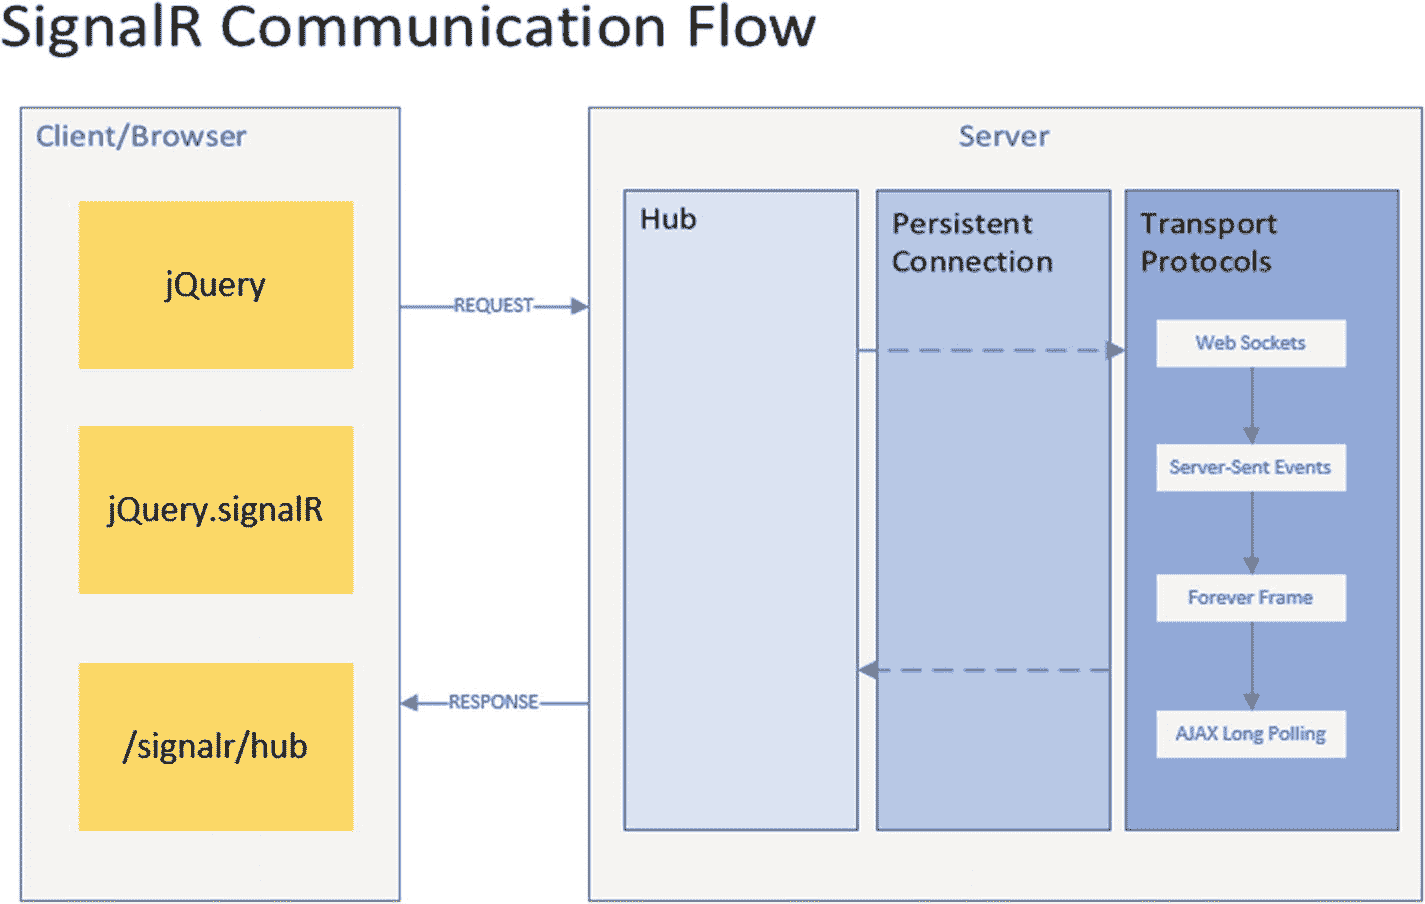 SignalR Communication Flow
Client/Browser
jQuery
jQuery.signalR
/signalr/hub
REQUEST
RESPONSE
Server
Hub
Persistent
Connection
Transport
Protocols
Web Sockets
Server-Sent Events
Forever Frame
AJAX Long Polling